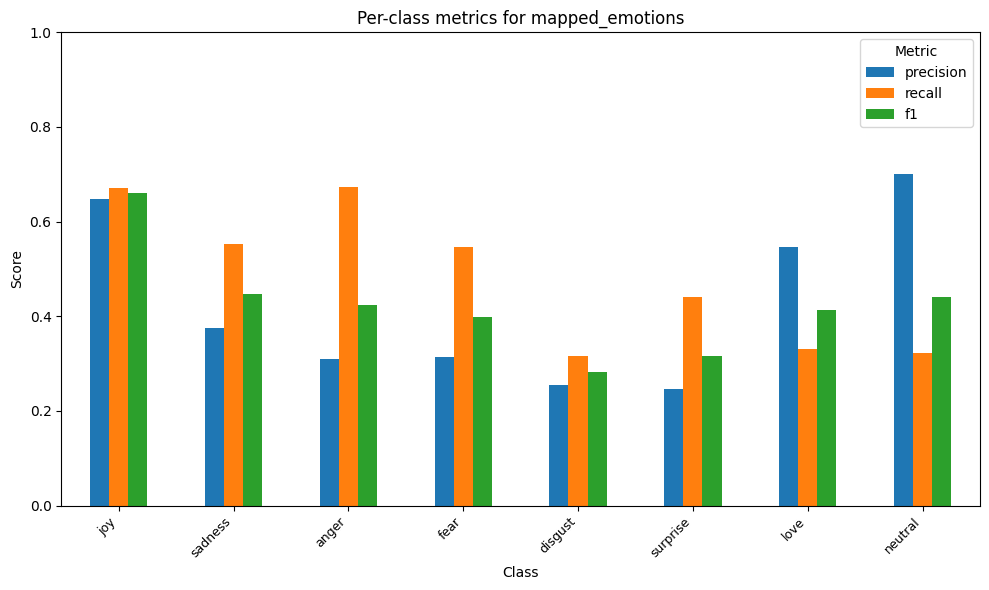 Per-class metrics for mapped_emotions
Metric
precision
recall
f1
1.0
0.8
0.6
0.4
0.2
0.0
Score
joy
sadness
anger
fear
disgust
surprise
love
neutral
Class